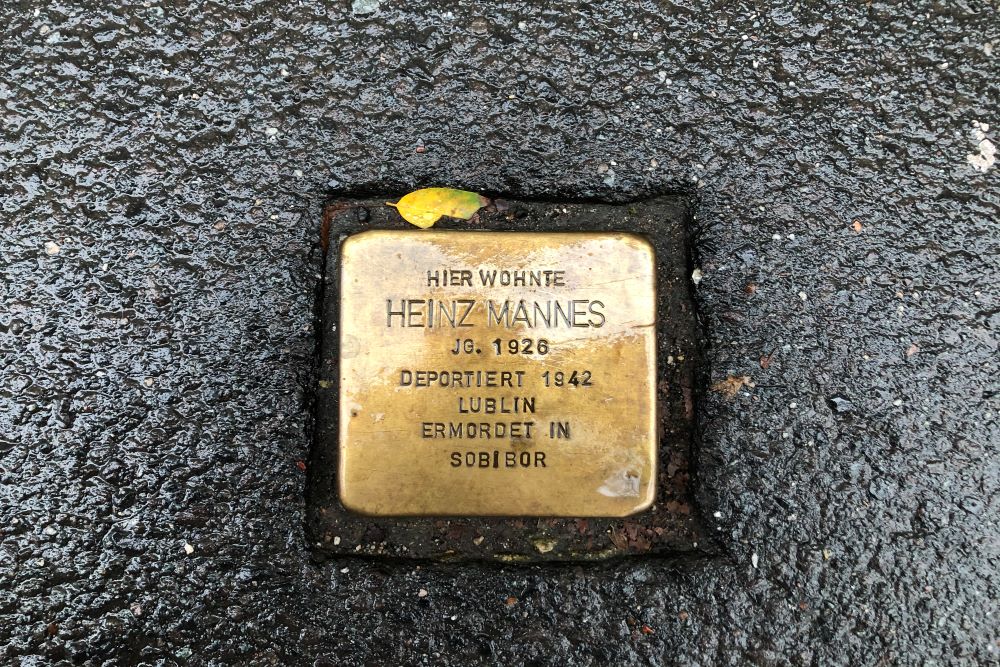 HIER WOHNTE
HEINZ MANNES
JG. 1926
DEPORTIERT 1942
LUBLIN
ERMORDET IN
SOBIBOR